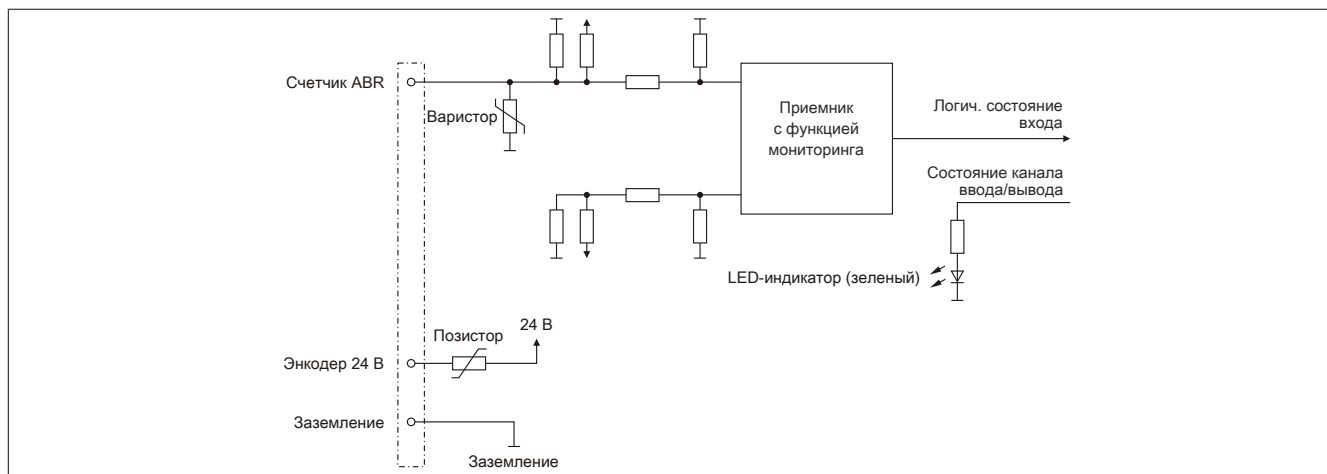 Счетчик ABR
Варистор
Приемник
с функцией
мониторинга
Логич. состояние
входа
Состояние канала
ввода/вывода
LED-индикатор (зеленый)
Позистор
24 В
Энкодер 24 В
Заземление
Заземление